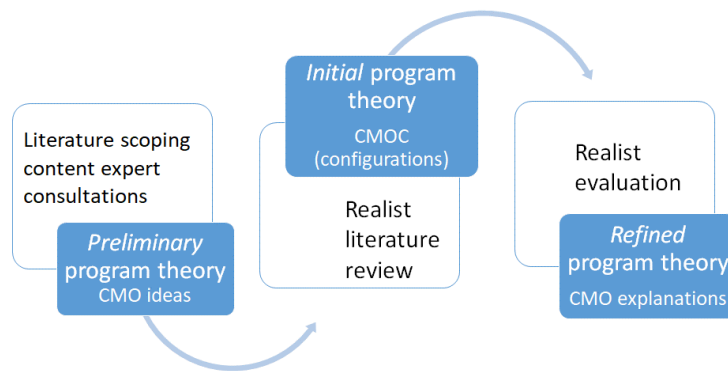 Literature scoping
content expert
consultations
Preliminary
program theory
CMO ideas
Initial program
theory
CMOC
(configurations)
Realist
literature
review
Realist
evaluation
Refined
program theory
CMO explanations